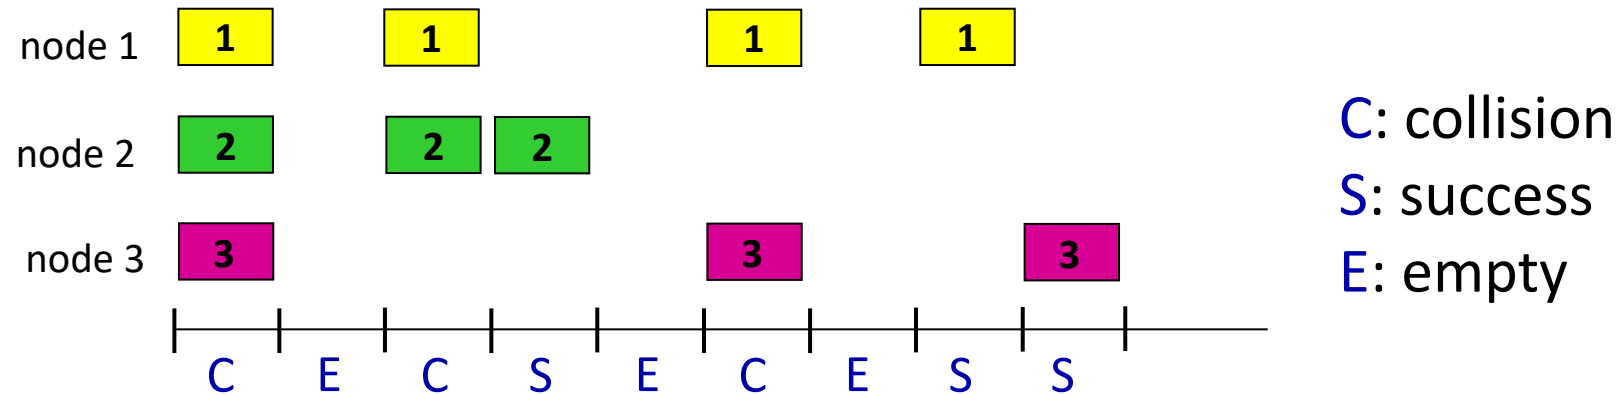 node 1 1 1 1 1
node 2 2 2 2
node 3 3 3 3
C E C S E C E S S
C: collision
S: success
E: empty